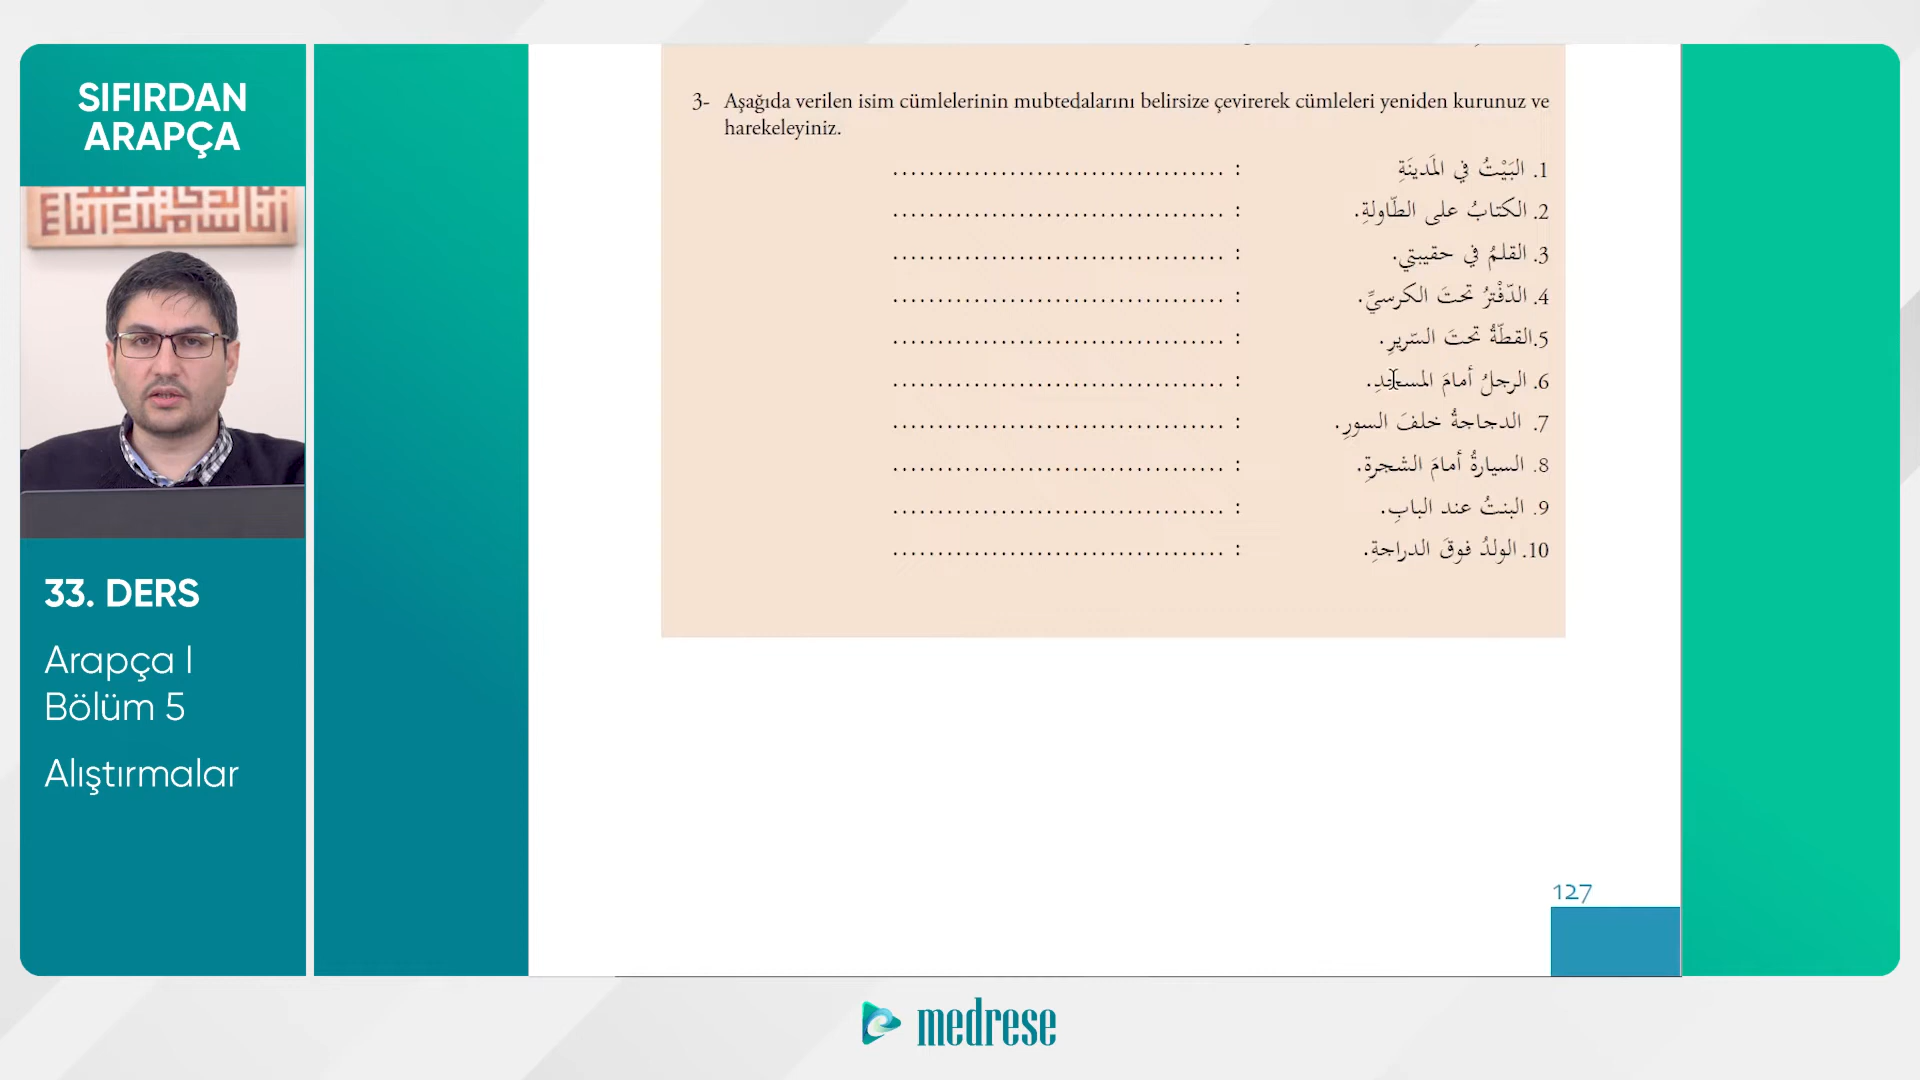 SIFIRDAN
ARAPÇA
33. DERS
Arapça I
Bölüm 5
Alıştırmalar
3- Aşağıda verilen isim cümlelerinin mubtedalarını belirsize çevirerek cümleleri yeniden kurunuz ve
harekeleyiniz.
1. البَيْتُ في المَدينَةِ : ....................................
2. الكتابُ على الطّاولةِ. : ....................................
3. القلمُ في حقيبتي. : ....................................
4. الدّفْترُ تحتَ الكرسيِّ. : ....................................
5.القطّةُ تحتَ السّريرِ. : ....................................
6. الرجلُ أمامَ المسجدِ. : ....................................
7. الدجاجةُ خلفَ السورِ. : ....................................
8. السيارةُ أمامَ الشجرةِ. : ....................................
9. البنتُ عند البابِ. : ....................................
10. الولدُ فوقَ الدراجةِ. : ....................................
127
medrese